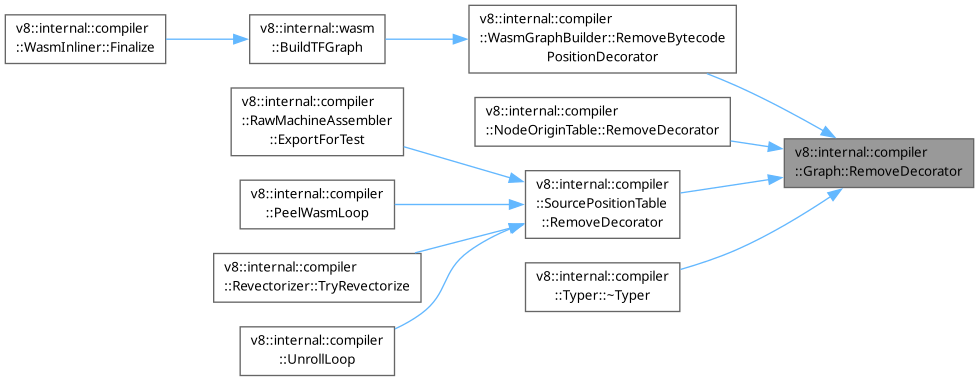 v8::internal::compiler
::WasmInliner::Finalize
v8::internal::wasm
::BuildTFGraph
v8::internal::compiler
::WasmGraphBuilder::RemoveBytecode
PositionDecorator
v8::internal::compiler
::RawMachineAssembler
::ExportForTest
v8::internal::compiler
::NodeOriginTable::RemoveDecorator
v8::internal::compiler
::Graph::RemoveDecorator
v8::internal::compiler
::PeelWasmLoop
v8::internal::compiler
::SourcePositionTable
::RemoveDecorator
v8::internal::compiler
::Revectorizer::TryRevectorize
v8::internal::compiler
::Typer::~Typer
v8::internal::compiler
::UnrollLoop